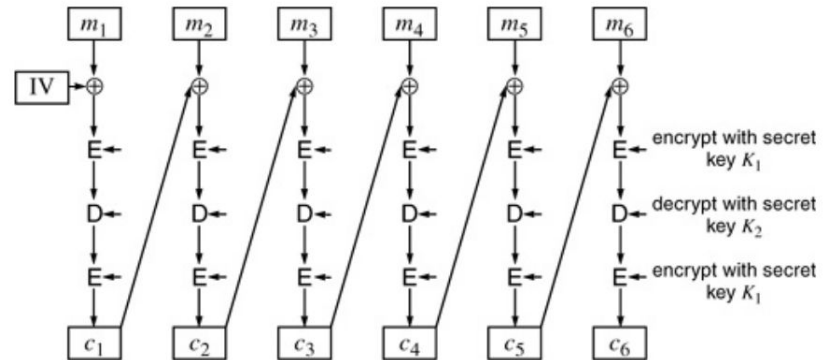 m₁ m₂ m₃ m₄ m₅ m₆
IV
E E E E E E encrypt with secret
key K₁
D D D D D D decrypt with secret
key K₂
E E E E E E encrypt with secret
key K₁
c₁ c₂ c₃ c₄ c₅ c₆